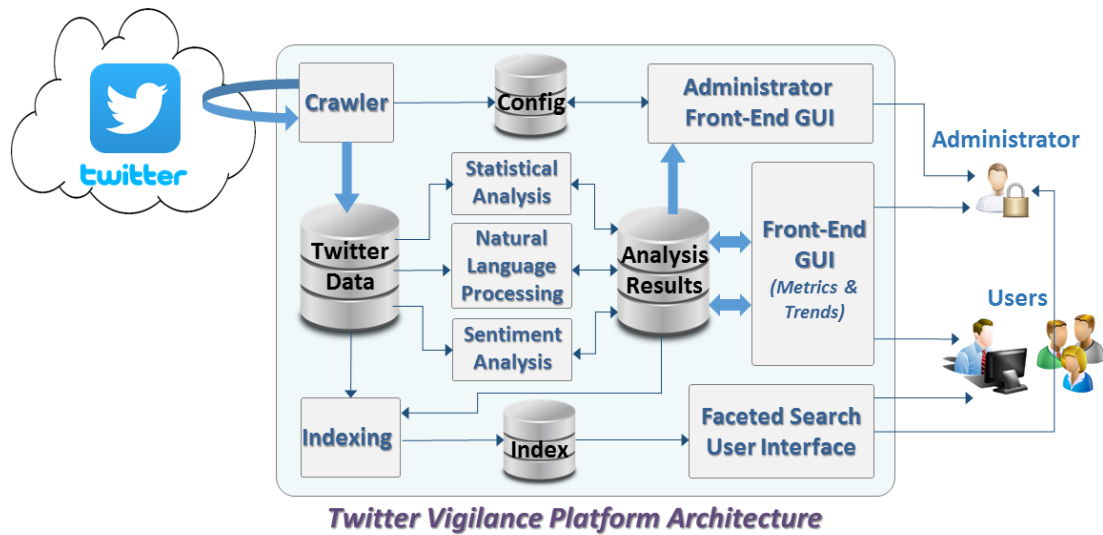 twitter
Crawler
Config
Administrator
Front-End GUI
Administrator
Statistical
Analysis
Twitter
Data
Natural
Language
Processing
Analysis
Results
Front-End
GUI
(Metrics &
Trends)
Users
Sentiment
Analysis
Indexing
Index
Faceted Search
User Interface
Twitter Vigilance Platform Architecture